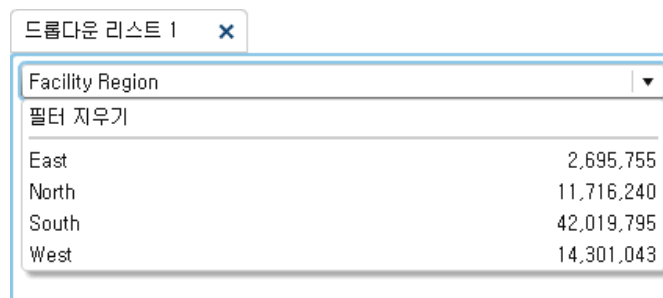 드롭다운 리스트 1
Facility Region
필터 지우기
East 2,695,755
North 11,716,240
South 42,019,795
West 14,301,043